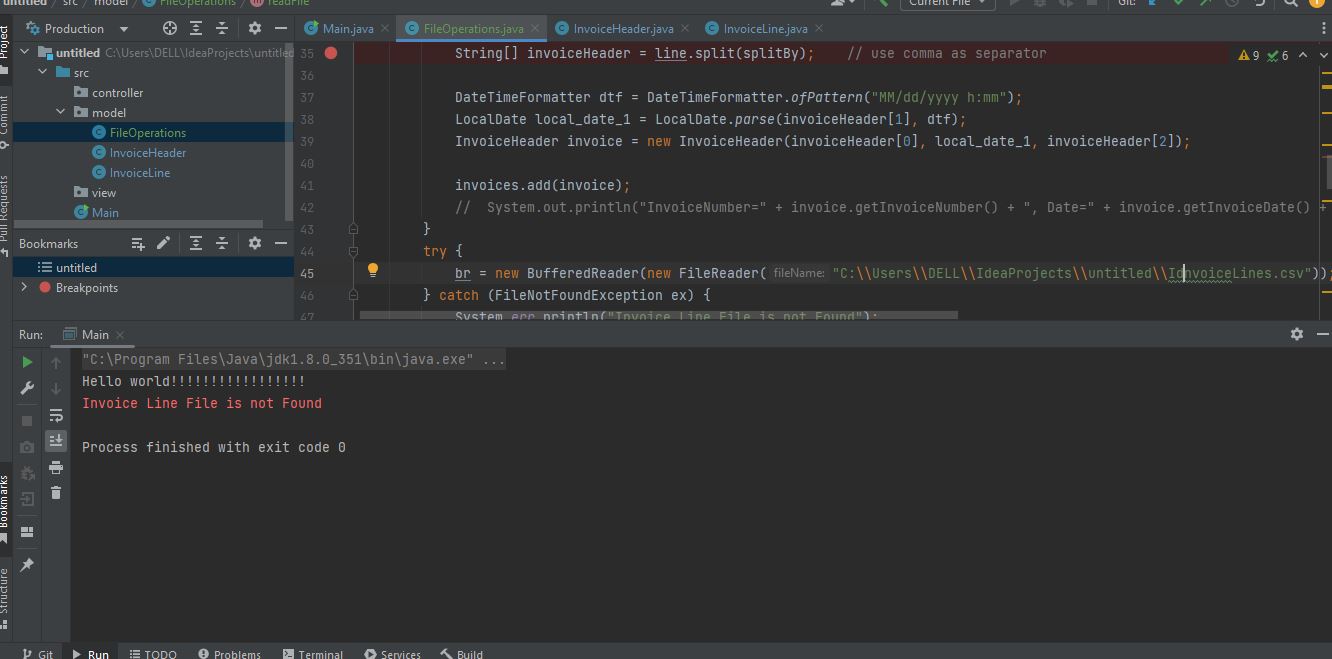 untitled / src / model / FileOperations / readFile
Current File
Git:
Project
Commit
Pull Requests
Bookmarks
Structure
Production
untitled C:\Users\DELL\IdeaProjects\untitled
src
controller
model
FileOperations
InvoiceHeader
InvoiceLine
view
Main
Bookmarks
untitled
Breakpoints
Main.java
FileOperations.java
InvoiceHeader.java
InvoiceLine.java
9 6
35 String[] invoiceHeader = line.split(splitBy); // use comma as separator
36
37 DateTimeFormatter dtf = DateTimeFormatter.ofPattern("MM/dd/yyyy h:mm");
38 LocalDate local_date_1 = LocalDate.parse(invoiceHeader[1], dtf);
39 InvoiceHeader invoice = new InvoiceHeader(invoiceHeader[0], local_date_1, invoiceHeader[2]);
40
41 invoices.add(invoice);
42 // System.out.println("InvoiceNumber=" + invoice.getInvoiceNumber() + ", Date=" + invoice.getInvoiceDate() +
43 }
44 try {
45 br = new BufferedReader(new FileReader( fileName: "C:\\Users\\DELL\\IdeaProjects\\untitled\\IdnvoiceLines.csv"));
46 } catch (FileNotFoundException ex) {
47 System.err.println("Invoice Line File is not Found");
Run: Main
"C:\Program Files\Java\jdk1.8.0_351\bin\java.exe" ...
Hello world!!!!!!!!!!!!!!!!!
Invoice Line File is not Found
Process finished with exit code 0
Git Run TODO Problems Terminal Services Build